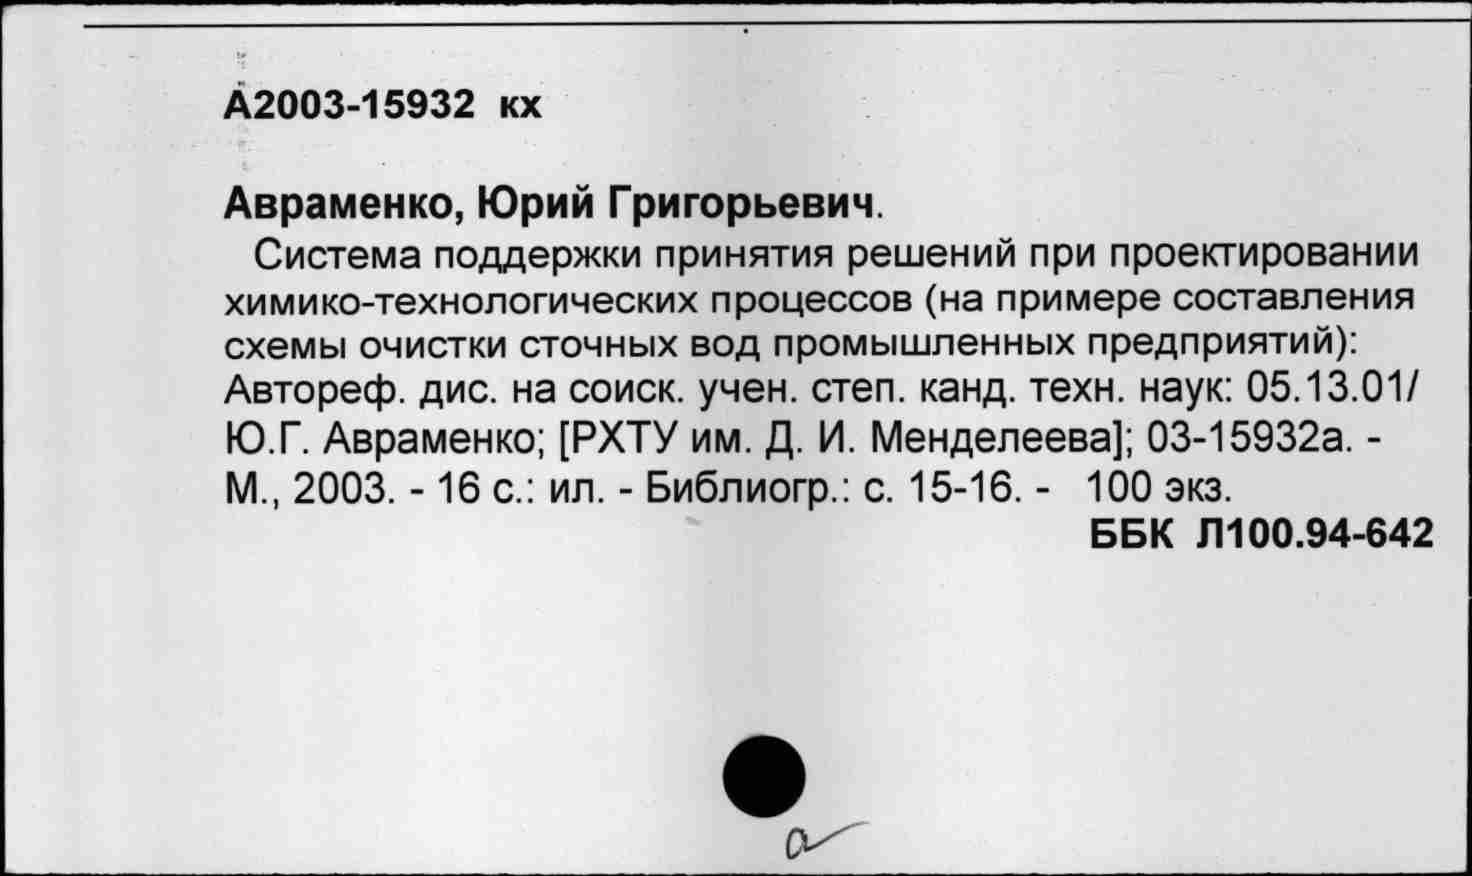 А2003-15932 кх
Авраменко, Юрий Григорьевич.
Система поддержки принятия решений при проектировании
химико-технологических процессов (на примере составления
схемы очистки сточных вод промышленных предприятий):
Автореф. дис. на соиск. учен. степ. канд. техн. наук: 05.13.01/
Ю.Г. Авраменко; [РХТУ им. Д. И. Менделеева]; 03-15932а. -
М., 2003. - 16 с.: ил. - Библиогр.: с. 15-16. - 100 экз.
ББК Л100.94-642
а